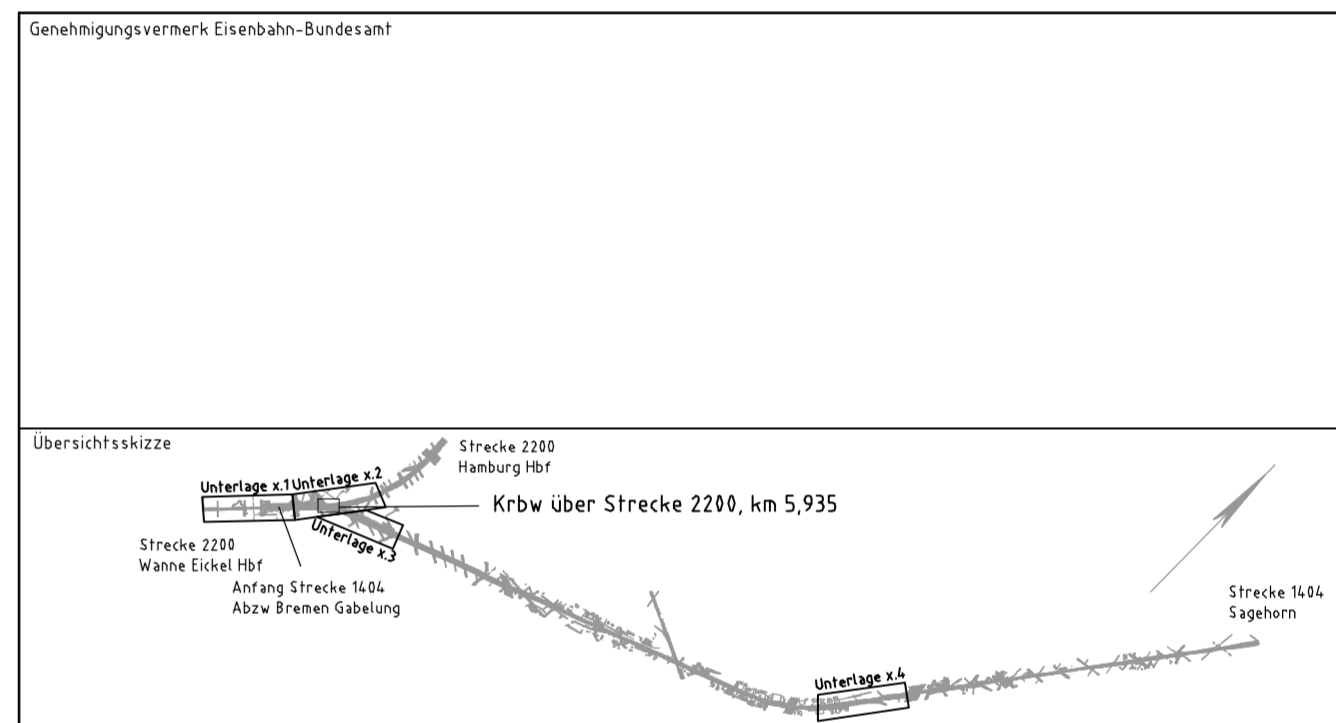 Genehmigungsvermerk Eisenbahn-Bundesamt
Übersichtsskizze
Strecke 2200
Hamburg Hbf
Unterlage x.1
Unterlage x.2
Krbw über Strecke 2200, km 5,935
Unterlage x.3
Strecke 2200
Wanne Eickel Hbf
Anfang Strecke 1404
Abzw Bremen Gabelung
Strecke 1404
Sagehorn
Unterlage x.4